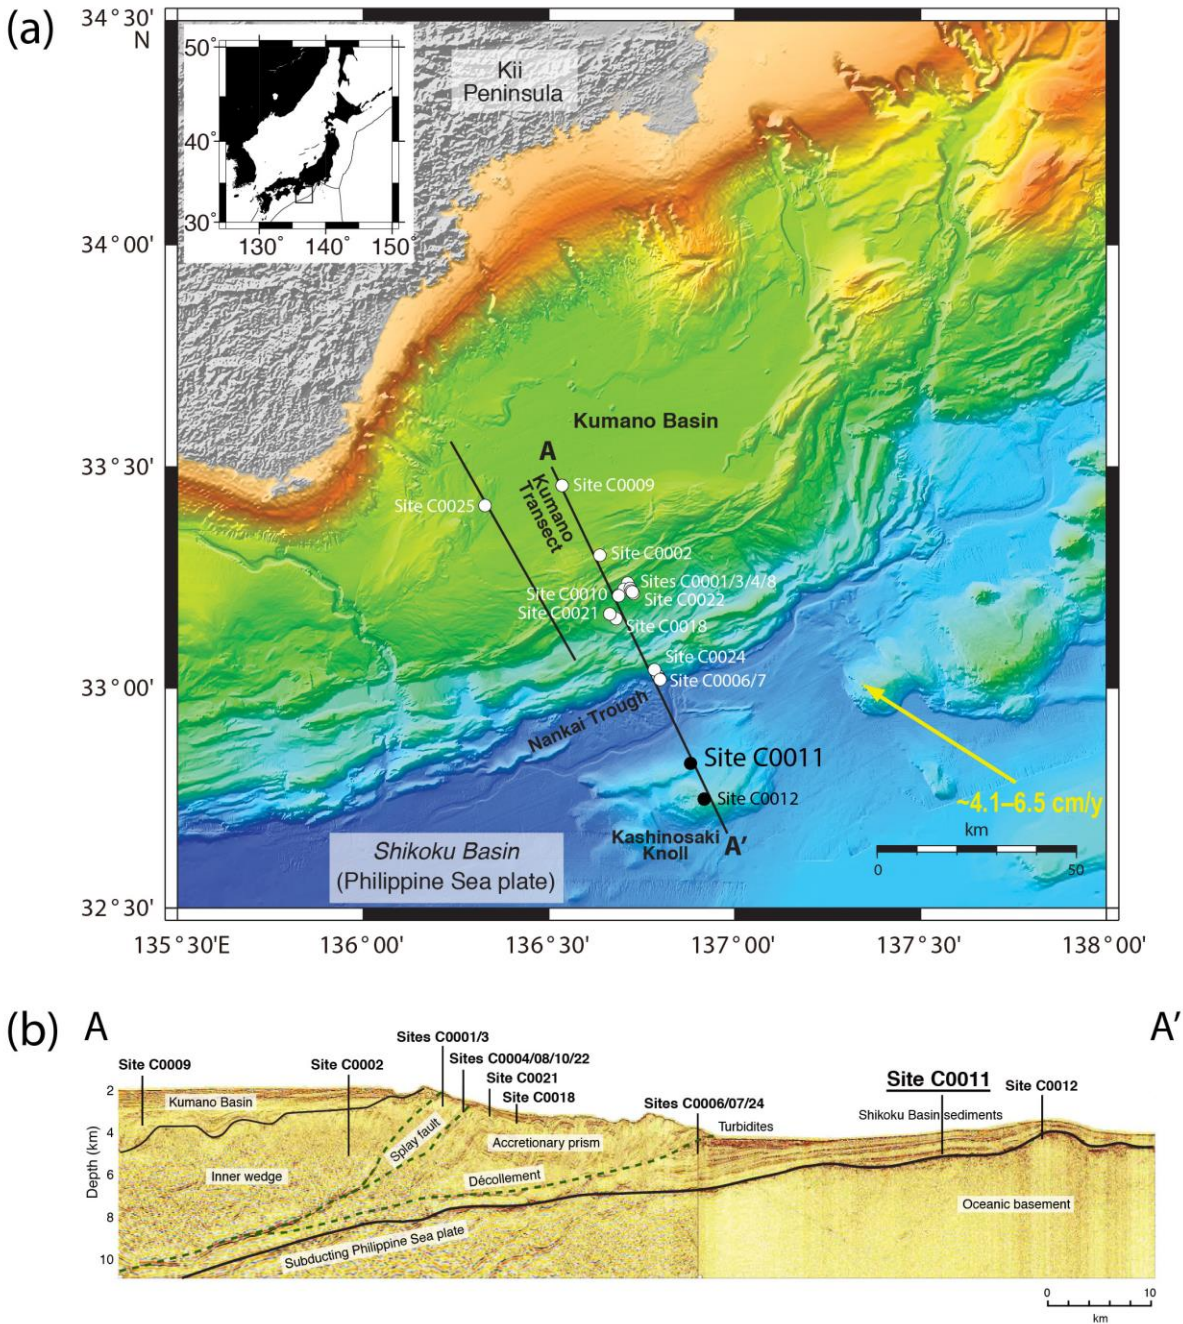 (a)
34°30'
N
Kii
Peninsula
50°
40°
30°
130°
140°
150°
34°00'
Kumano Basin
33°30'
A
Kumano
Transect
Site C0009
Site C0025
Site C0002
Sites C0001/3/4/8
Site C0010
Site C0022
Site C0021
Site C0018
Site C0024
33°00'
Site C0006/7
Nankai Trough
Site C0011
Site C0012
~4.1–6.5 cm/y
km
0
50
Kashinosaki
Knoll
A'
Shikoku Basin
(Philippine Sea plate)
32°30'
135°30'E
136°00'
136°30'
137°00'
137°30'
138°00'
(b)
A
A'
Sites C0001/3
Site C0009
Site C0002
Sites C0004/08/10/22
Site C0021
Site C0018
Sites C0006/07/24
Site C0011
Site C0012
Depth (km)
2
4
6
8
10
Kumano Basin
Splay fault
Accretionary prism
Turbidites
Shikoku Basin sediments
Inner wedge
Décollement
Oceanic basement
Subducting Philippine Sea plate
0
10
km